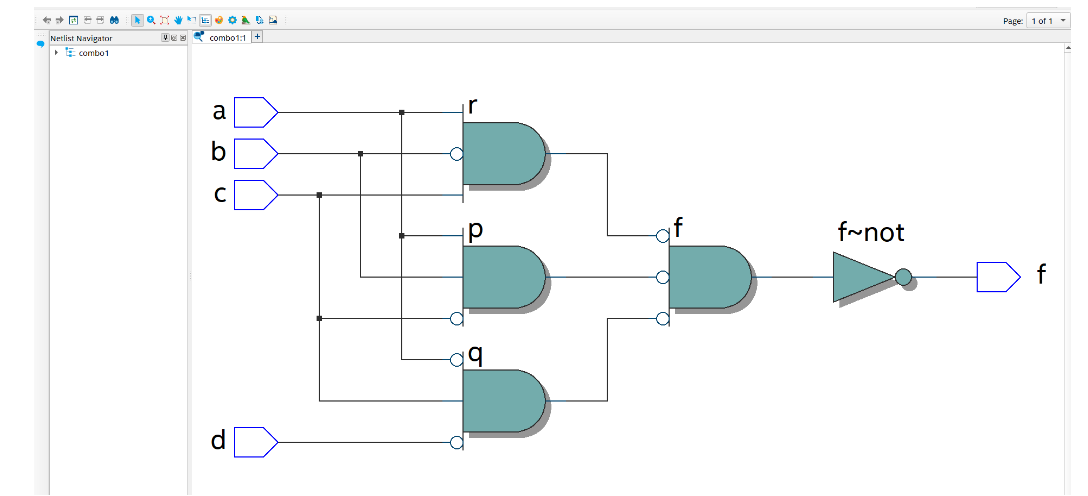 Page: 1 of 1
Netlist Navigator
combo1:1
combo1
a
r
b
c
p
f
f~not
f
q
d